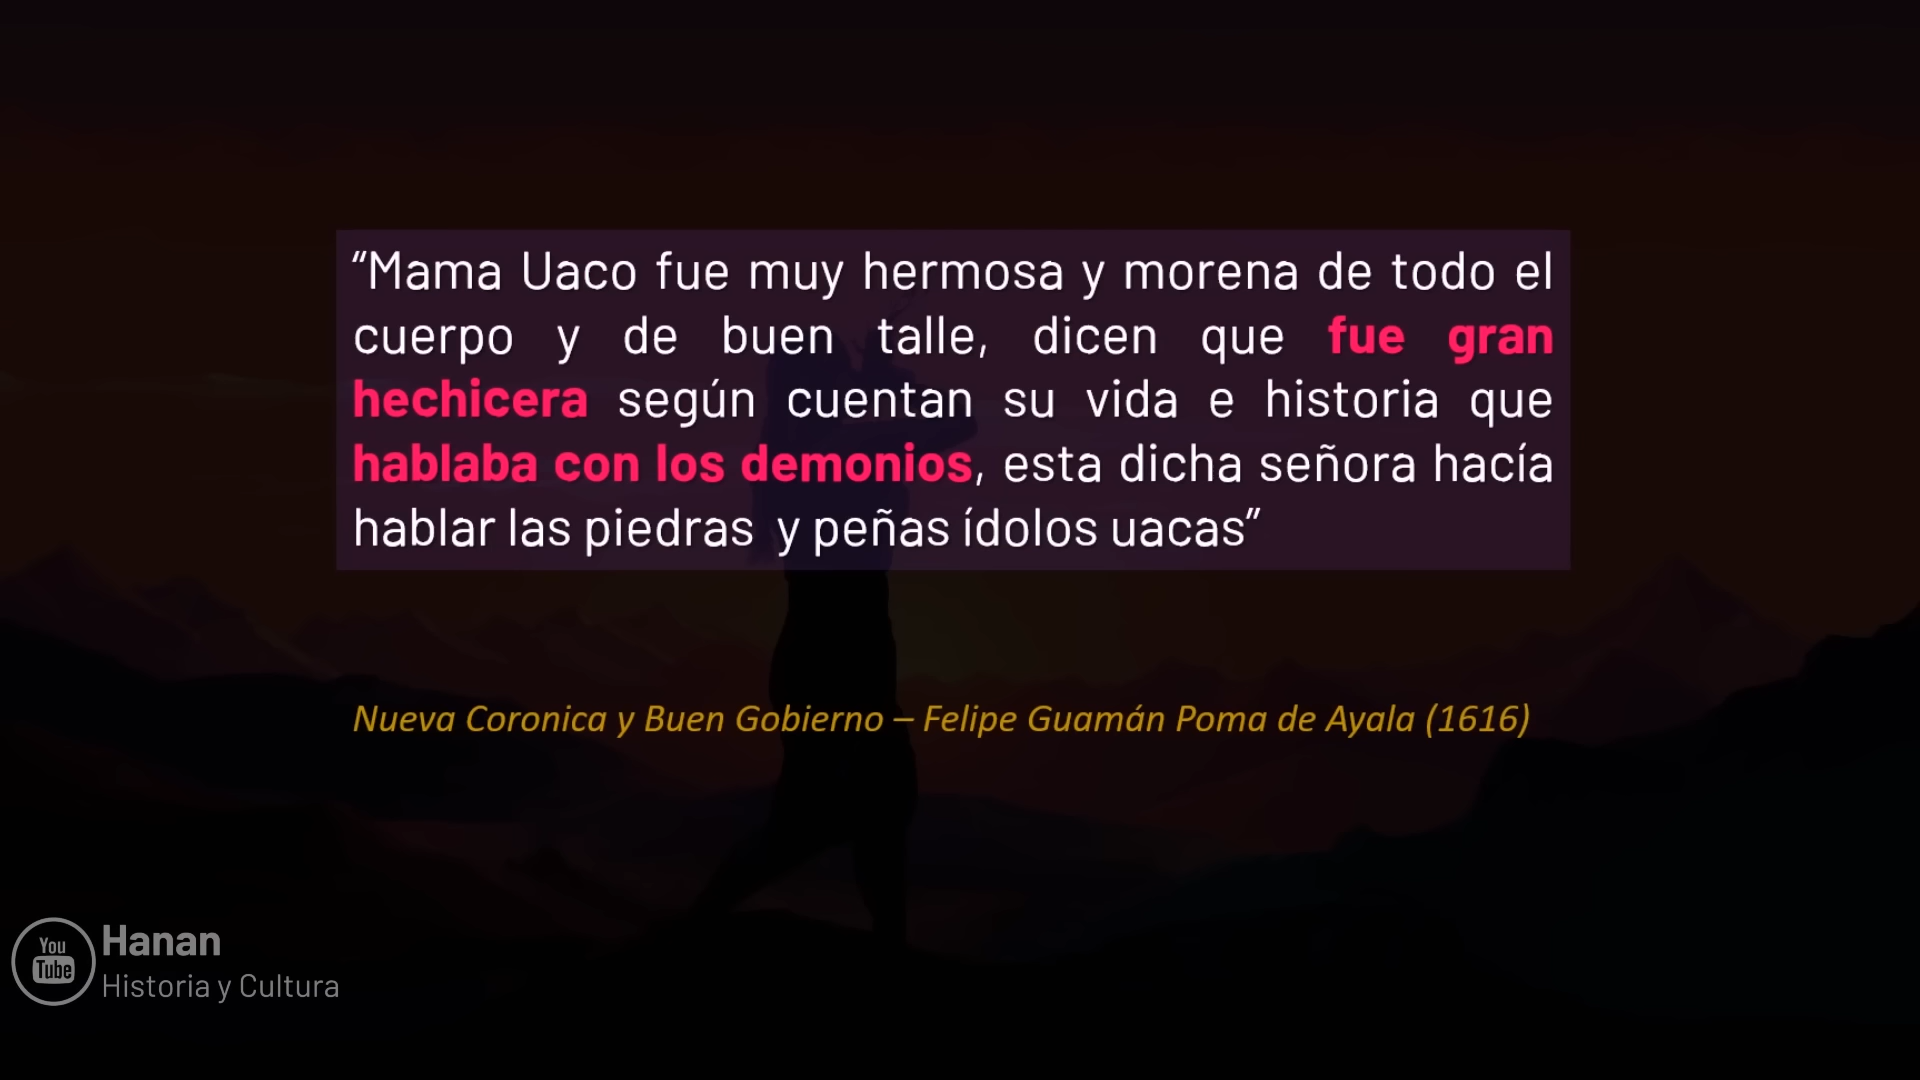 “Mama Uaco fue muy hermosa y morena de todo el
cuerpo y de buen talle, dicen que fue gran
hechicera según cuentan su vida e historia que
hablaba con los demonios, esta dicha señora hacía
hablar las piedras y peñas ídolos uacas”
Nueva Coronica y Buen Gobierno – Felipe Guamán Poma de Ayala (1616)
You
Tube
Hanan
Historia y Cultura